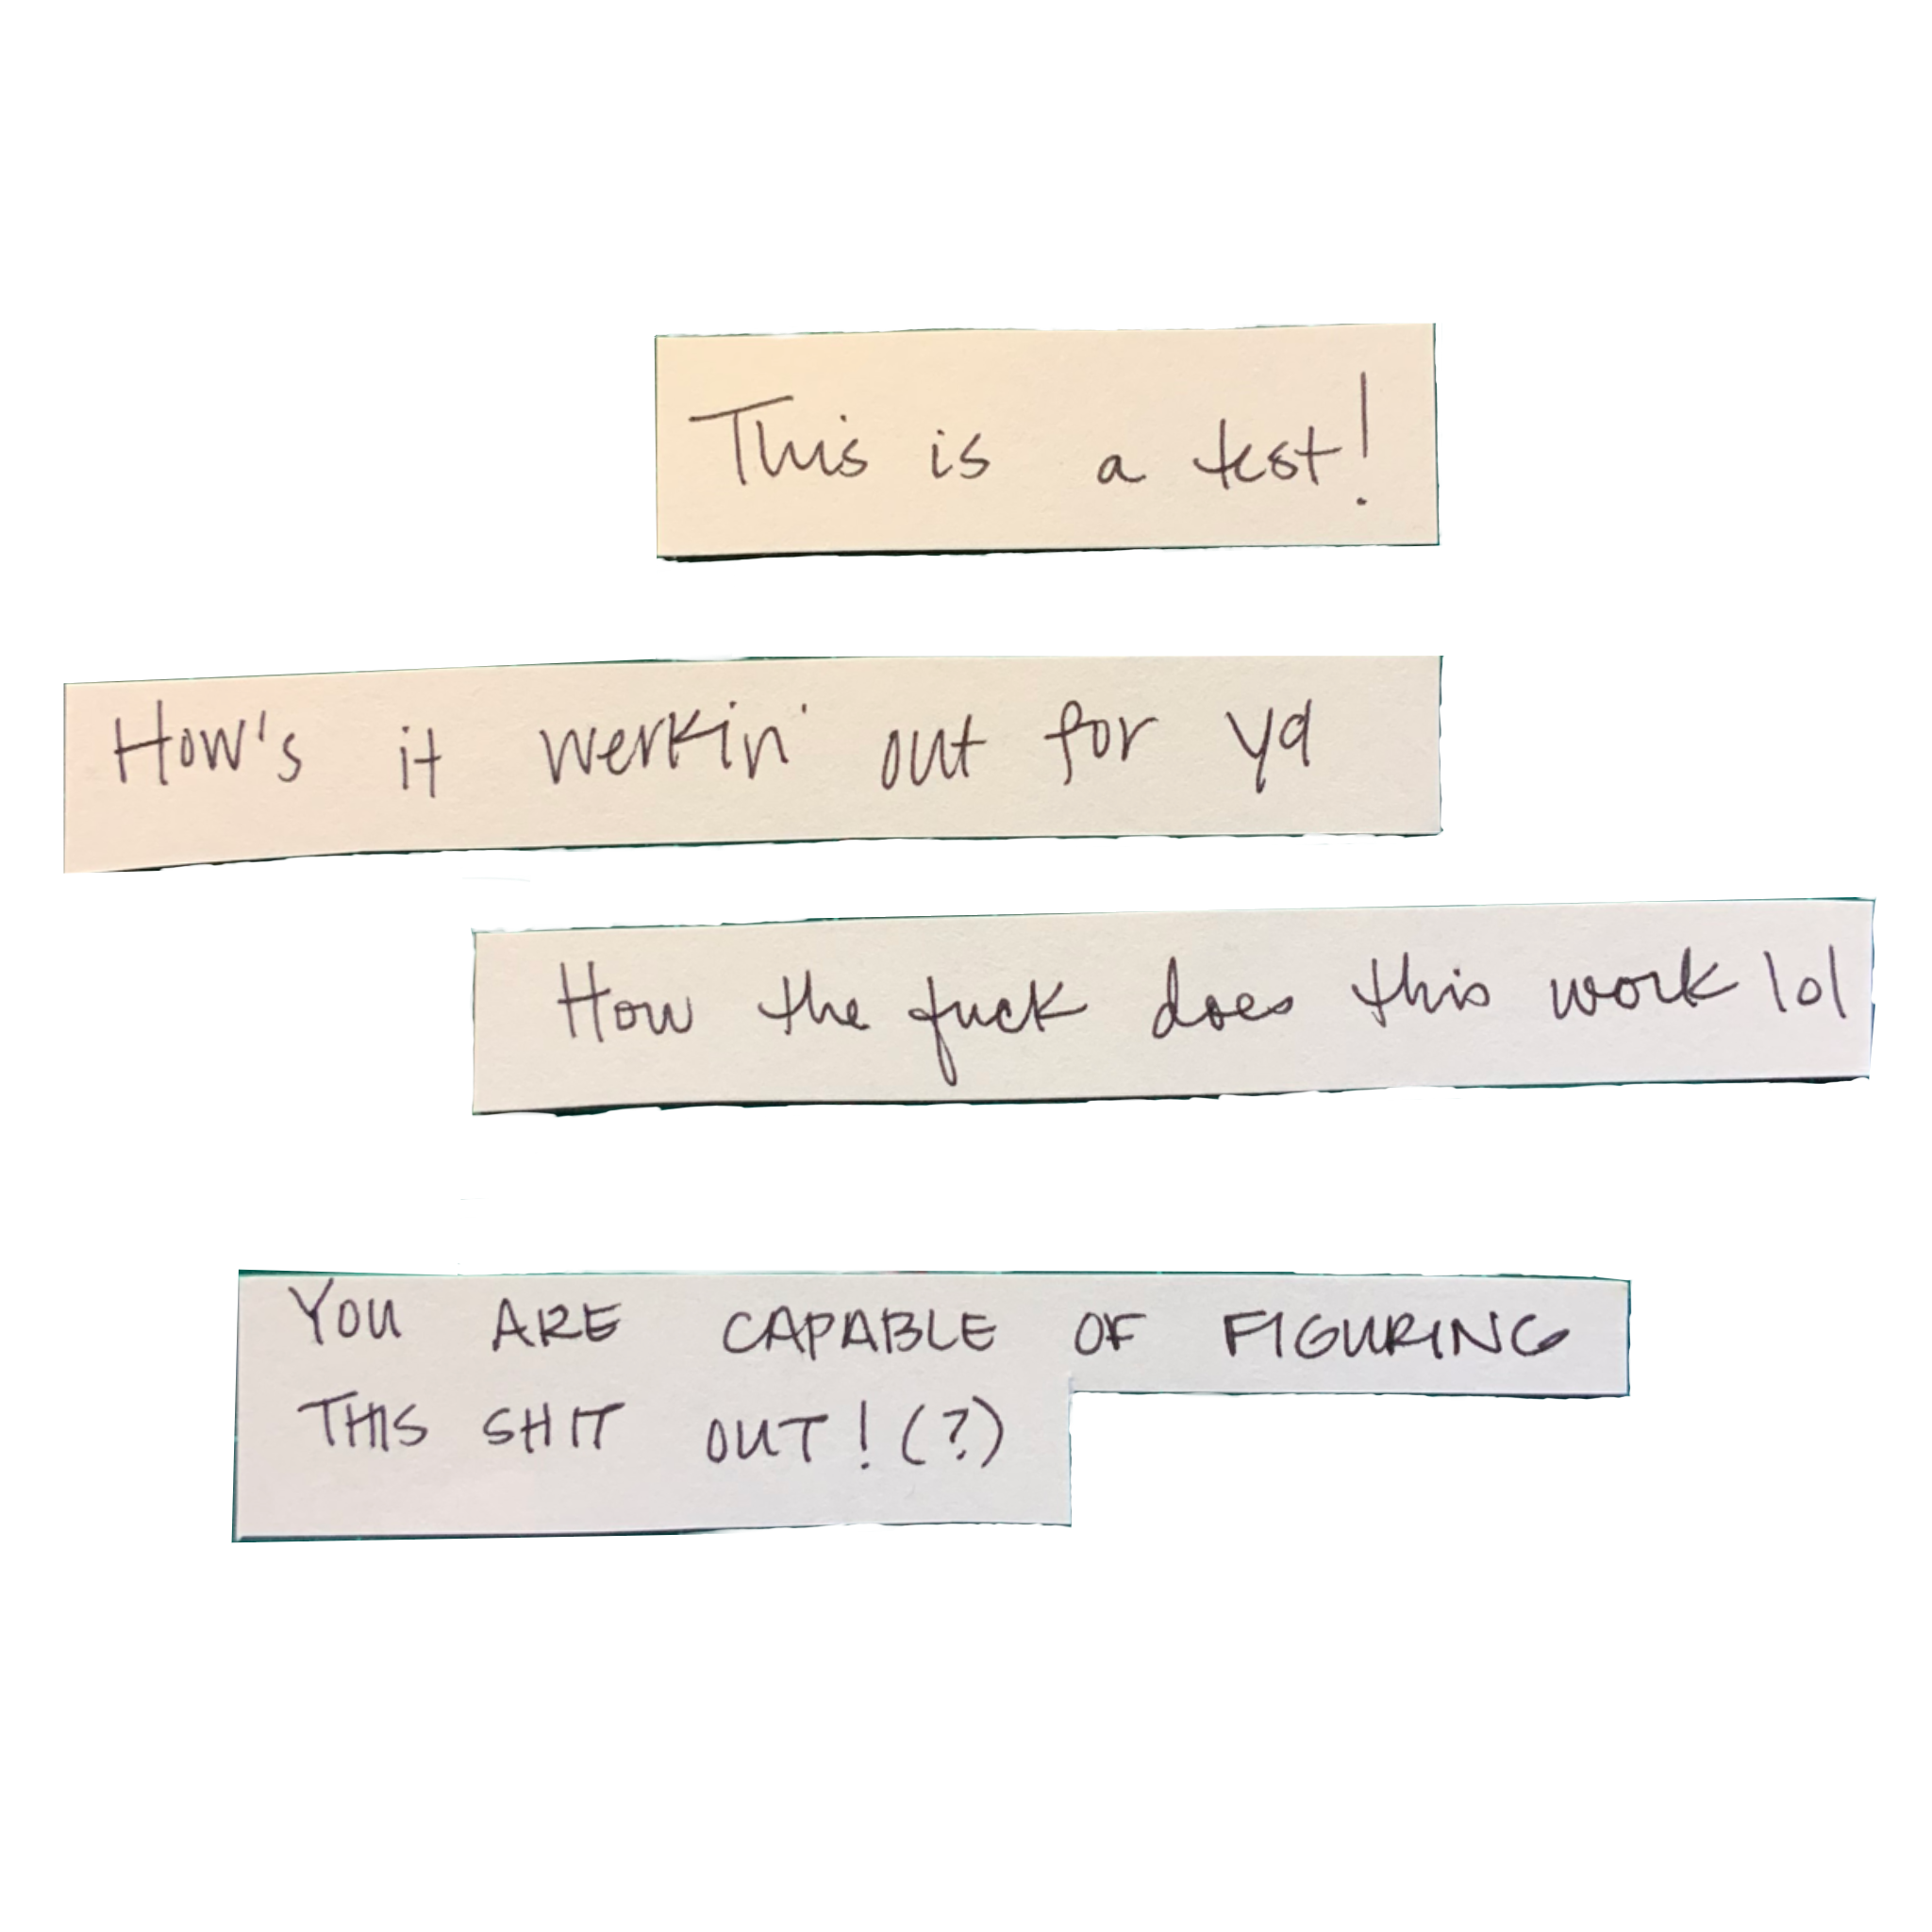 This is a test!
How's it werkin' out for ya
How the fuck does this work lol
YOU ARE CAPABLE OF FIGURING
THIS SHIT OUT! (?)